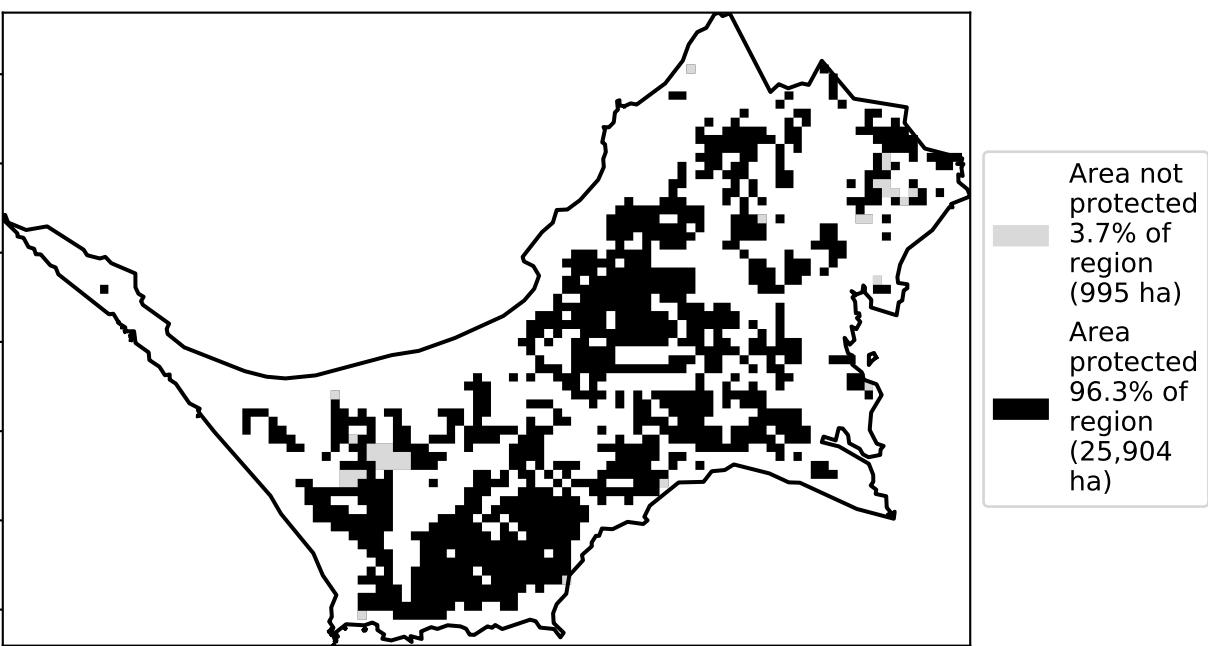 Area not
protected
3.7% of
region
(995 ha)
Area
protected
96.3% of
region
(25,904
ha)